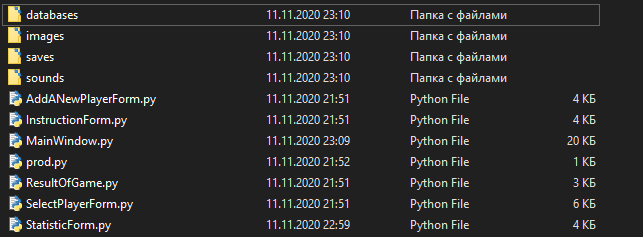 databases 11.11.2020 23:10 Папка с файлами
images 11.11.2020 23:10 Папка с файлами
saves 11.11.2020 23:10 Папка с файлами
sounds 11.11.2020 23:10 Папка с файлами
AddANewPlayerForm.py 11.11.2020 21:51 Python File 4 КБ
InstructionForm.py 11.11.2020 21:51 Python File 4 КБ
MainWindow.py 11.11.2020 23:09 Python File 20 КБ
prod.py 11.11.2020 21:52 Python File 1 КБ
ResultOfGame.py 11.11.2020 21:51 Python File 3 КБ
SelectPlayerForm.py 11.11.2020 21:51 Python File 6 КБ
StatisticForm.py 11.11.2020 22:59 Python File 4 КБ